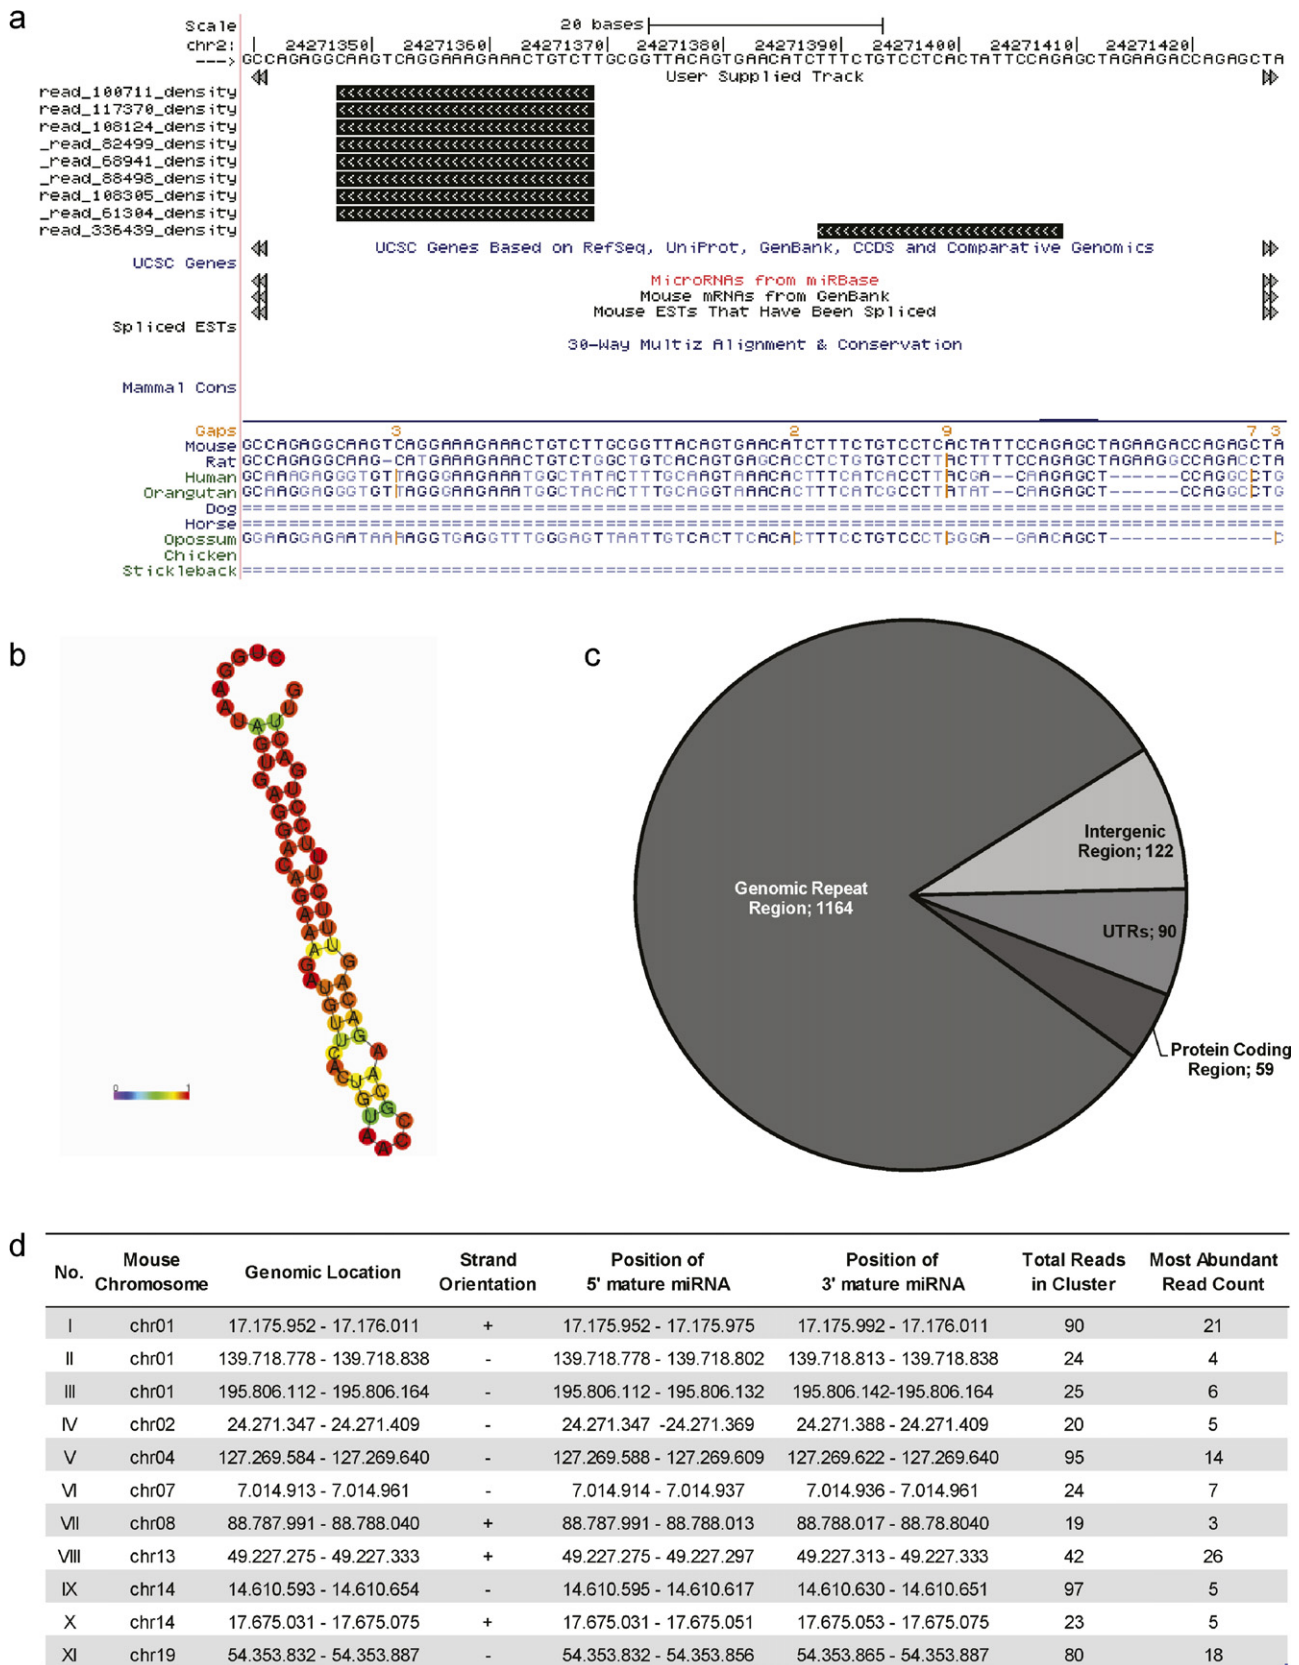 a
Scale 20 bases
chr2: 24271350 24271360 24271370 24271380 24271390 24271400 24271410 24271420
---> GCCAGAGGCAAGTCAGGAAAGAAACTGTCTTGCGGTTACAGTGAACATCTTTCTGTCCTCACTATTCCAGAGCTAGAAGACCAGAGCTA
User Supplied Track
read_100711_density
read_117370_density
read_108124_density
_read_82499_density
_read_68941_density
_read_88498_density
read_108305_density
_read_61304_density
read_336439_density
UCSC Genes Based on RefSeq, UniProt, GenBank, CCDS and Comparative Genomics
UCSC Genes
MicroRNAs from miRBase
Mouse mRNAs from GenBank
Mouse ESTs That Have Been Spliced
Spliced ESTs
30-Way Multiz Alignment & Conservation
Mammal Cons
Gaps 3 2 9 7 3
Mouse GCCAGAGGCAAGTCAGGAAAGAAACTGTCTTGCGGTTACAGTGAACATCTTTCTGTCCTCACTATTCCAGAGCTAGAAGACCAGAGCTA
Rat GCCAGAGGCAAG-CATGAAAGAAACTGTCTGGCTGTCACAGTGAGCACCTCTGTGTCCTTACTTTTCCAGAGCTAGAAGGCCAGACCTA
Human GCAAAGAGGGTGTTAGGGAAGAAATGGCTATACTTTGCAAGTAAACACTTTCATCACCTTACGA--CAAGAGCT------CCAGGCCTG
Orangutan GCAAGGAGGGTGTTAGGGAAGAAATGGCTACACTTTGCAGGTAAACACTTTCATCGCCTTATAT--CAAGAGCT------CCAGGCCTG
Dog
Horse
Opossum GGAAGGAGAATAAAAGGTGAGGTTTGGGAGTTAATTGTCACTTCACACTTTCCTGTCCCTGGGA--GAACAGCT--------------C
Chicken
Stickleback
b
0 1
c
Genomic Repeat
Region; 1164
Intergenic
Region; 122
UTRs; 90
Protein Coding
Region; 59
d
No. Mouse Chromosome Genomic Location Strand Orientation Position of 5' mature miRNA Position of 3' mature miRNA Total Reads in Cluster Most Abundant Read Count
I chr01 17.175.952 - 17.176.011 + 17.175.952 - 17.175.975 17.175.992 - 17.176.011 90 21
II chr01 139.718.778 - 139.718.838 - 139.718.778 - 139.718.802 139.718.813 - 139.718.838 24 4
III chr01 195.806.112 - 195.806.164 - 195.806.112 - 195.806.132 195.806.142-195.806.164 25 6
IV chr02 24.271.347 - 24.271.409 - 24.271.347 -24.271.369 24.271.388 - 24.271.409 20 5
V chr04 127.269.584 - 127.269.640 - 127.269.588 - 127.269.609 127.269.622 - 127.269.640 95 14
VI chr07 7.014.913 - 7.014.961 - 7.014.914 - 7.014.937 7.014.936 - 7.014.961 24 7
VII chr08 88.787.991 - 88.788.040 + 88.787.991 - 88.788.013 88.788.017 - 88.78.8040 19 3
VIII chr13 49.227.275 - 49.227.333 + 49.227.275 - 49.227.297 49.227.313 - 49.227.333 42 26
IX chr14 14.610.593 - 14.610.654 - 14.610.595 - 14.610.617 14.610.630 - 14.610.651 97 5
X chr14 17.675.031 - 17.675.075 + 17.675.031 - 17.675.051 17.675.053 - 17.675.075 23 5
XI chr19 54.353.832 - 54.353.887 - 54.353.832 - 54.353.856 54.353.865 - 54.353.887 80 18